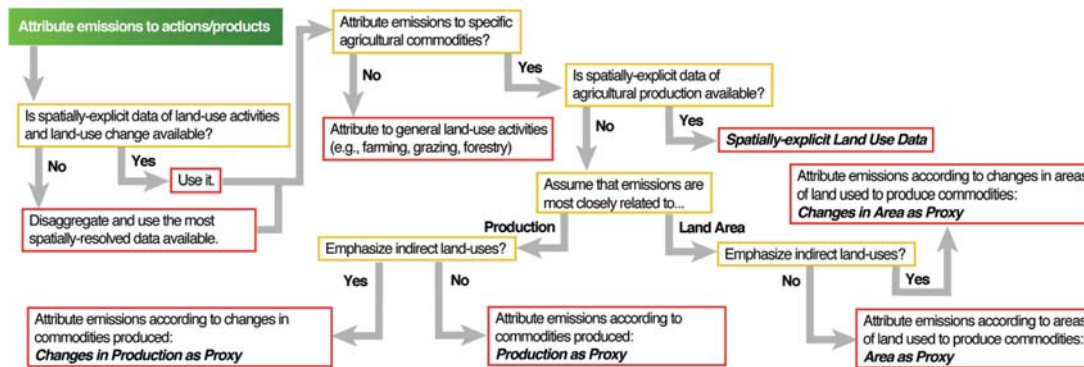 Attribute emissions to actions/products
Is spatially-explicit data of land-use activities
and land-use change available?
No
Yes
Use it.
Disaggregate and use the most
spatially-resolved data available.
Attribute emissions to specific
agricultural commodities?
No
Yes
Attribute to general land-use activities
(e.g., farming, grazing, forestry)
Is spatially-explicit data of
agricultural production available?
No
Yes
Spatially-explicit Land Use Data
Assume that emissions are
most closely related to...
Production
Land Area
Emphasize indirect land-uses?
Yes
No
Attribute emissions according to changes in
commodities produced:
Changes in Production as Proxy
Attribute emissions according to
commodities produced:
Production as Proxy
Emphasize indirect land-uses?
No
Yes
Attribute emissions according to changes in areas
of land used to produce commodities:
Changes in Area as Proxy
Attribute emissions according to areas
of land used to produce commodities:
Area as Proxy